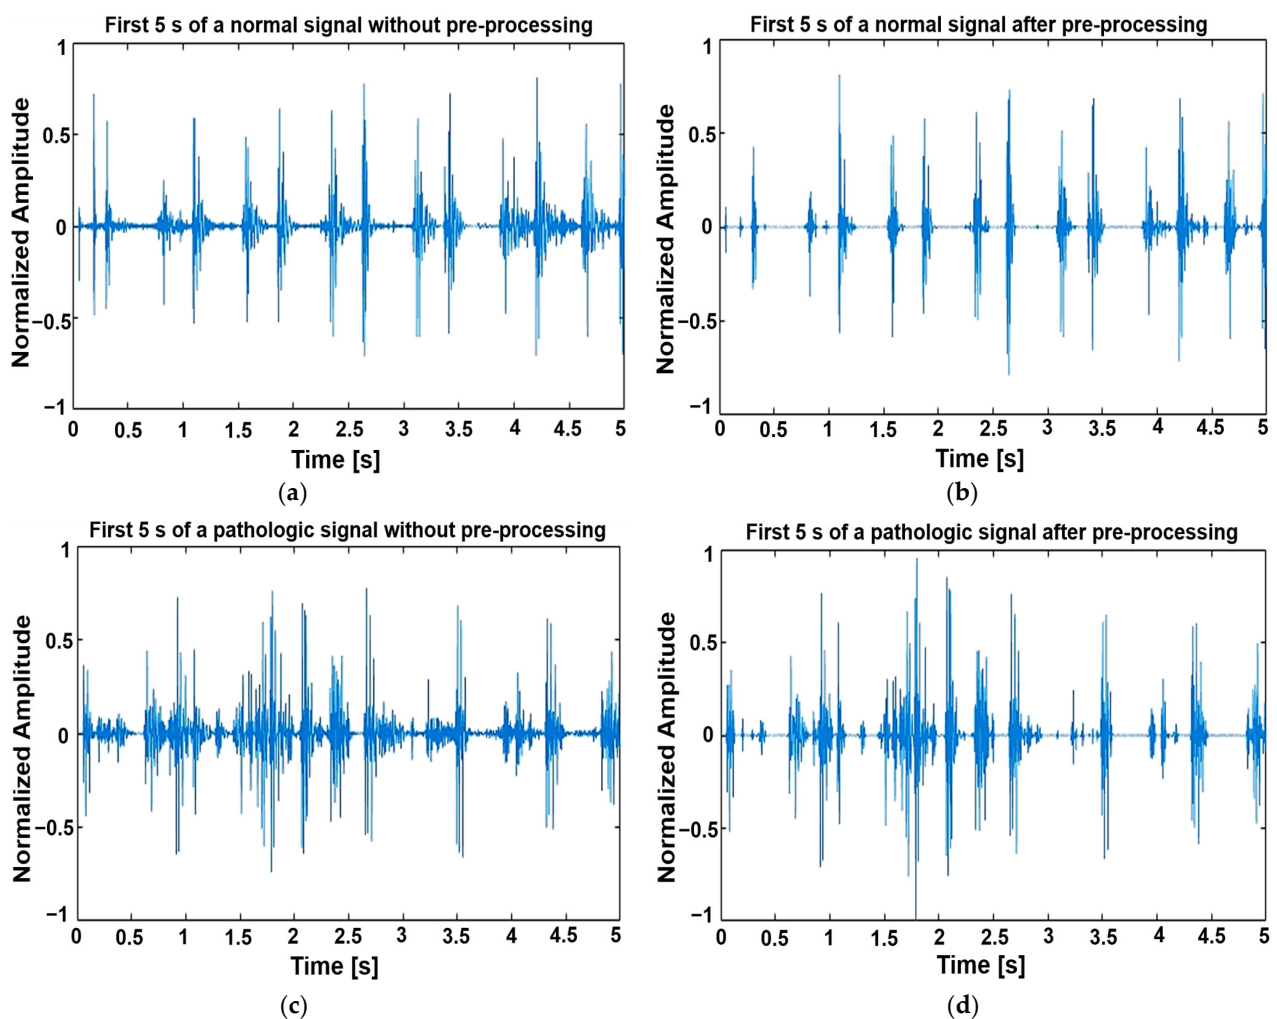 First 5 s of a normal signal without pre-processing
1
0.5
0
−0.5
−1
Normalized Amplitude
0 0.5 1 1.5 2 2.5 3 3.5 4 4.5 5
Time [s]
(a)
First 5 s of a normal signal after pre-processing
1
0.5
0
−0.5
−1
Normalized Amplitude
0 0.5 1 1.5 2 2.5 3 3.5 4 4.5 5
Time [s]
(b)
First 5 s of a pathologic signal without pre-processing
1
0.5
0
−0.5
−1
Normalized Amplitude
0 0.5 1 1.5 2 2.5 3 3.5 4 4.5 5
Time [s]
(c)
First 5 s of a pathologic signal after pre-processing
1
0.5
0
−0.5
−1
Normalized Amplitude
0 0.5 1 1.5 2 2.5 3 3.5 4 4.5 5
Time [s]
(d)